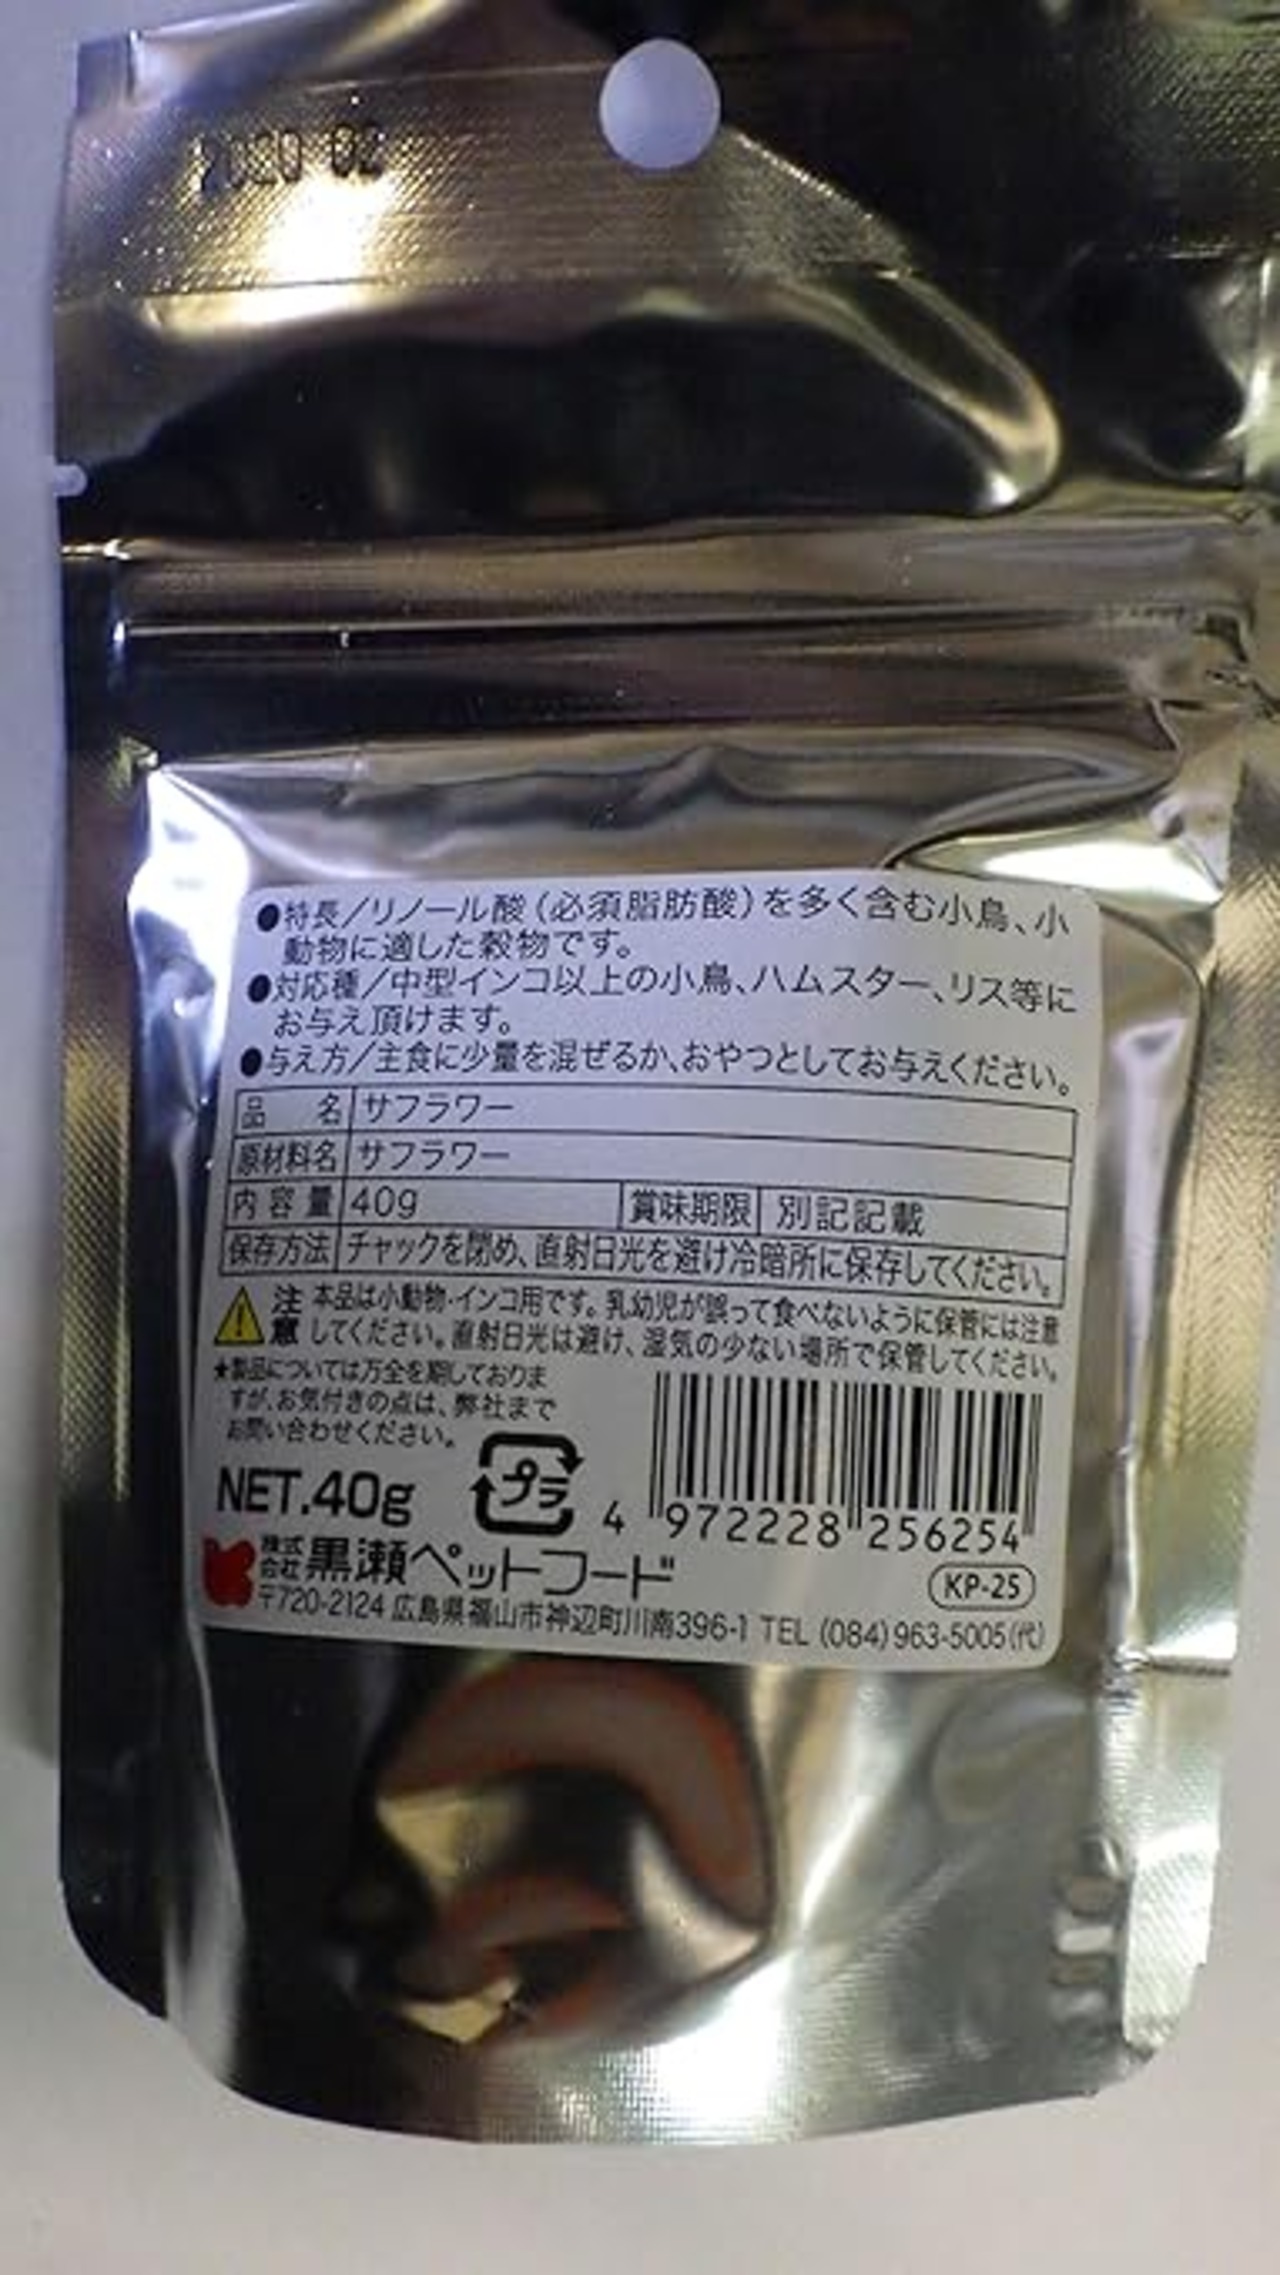 ●特長/リノール酸(必須脂肪酸)を多く含む小鳥、小
動物に適した穀物です。
●対応種/中型インコ以上の小鳥、ハムスター、リス等に
お与え頂けます。
●与え方/主食に少量を混ぜるか、おやつとしてお与えください。
品 名 サフラワー
原材料名 サフラワー
内容量 40g 賞味期限 別記記載
保存方法 チャックを閉め、直射日光を避け冷暗所に保存してください。
注意 本品は小動物・インコ用です。乳幼児が誤って食べないように保管には注意
してください。直射日光は避け、湿気の少ない場所で保管してください。
★製品については万全を期しておりま
すが、お気付きの点は、弊社まで
お問い合わせください。
NET.40g プラ 4 972228 256254
株式会社 黒瀬ペットフード KP-25
〒720-2124 広島県福山市神辺町川南396-1 TEL (084)963-5005(代)